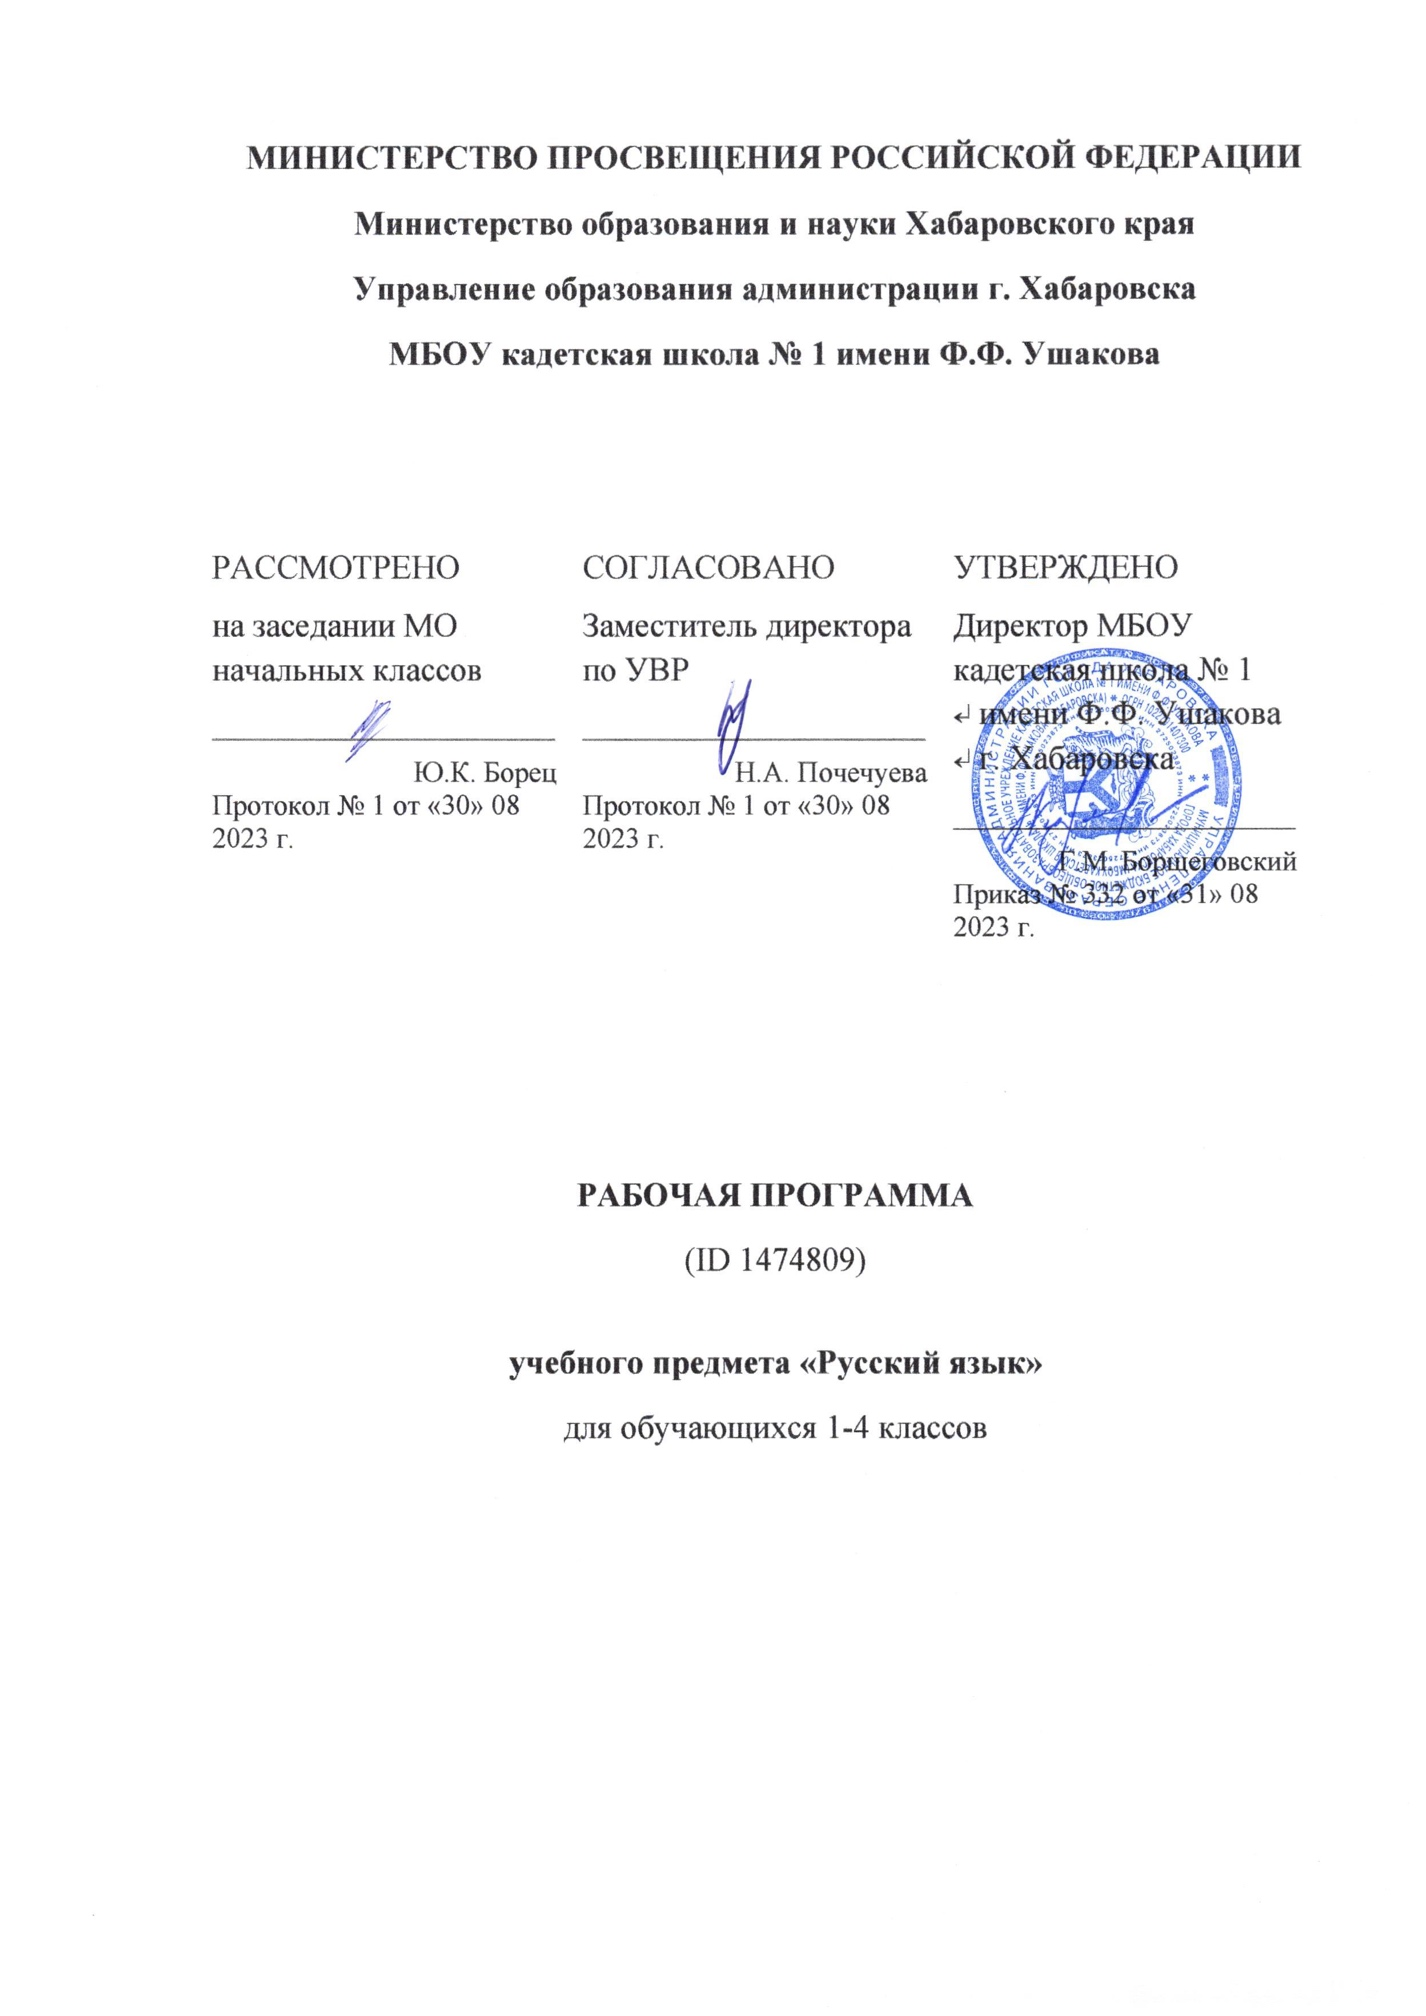 МИНИСТЕРСТВО ПРОСВЕЩЕНИЯ РОССИЙСКОЙ ФЕДЕРАЦИИ
Министерство образования и науки Хабаровского края
Управление образования администрации г. Хабаровска
МБОУ кадетская школа № 1 имени Ф.Ф. Ушакова
РАССМОТРЕНО
на заседании МО
начальных классов
Ю.К. Борец
Протокол № 1 от «30» 08
2023 г.
СОГЛАСОВАНО
Заместитель директора
по УВР
Н.А. Почечуева
Протокол № 1 от «30» 08
2023 г.
УТВЕРЖДЕНО
Директор МБОУ
кадетская школа № 1
имени Ф.Ф. Ушакова
г. Хабаровска
Г.М. Борщеговский
Приказ № 332 от «31» 08
2023 г.
РАБОЧАЯ ПРОГРАММА
(ID 1474809)
учебного предмета «Русский язык»
для обучающихся 1-4 классов